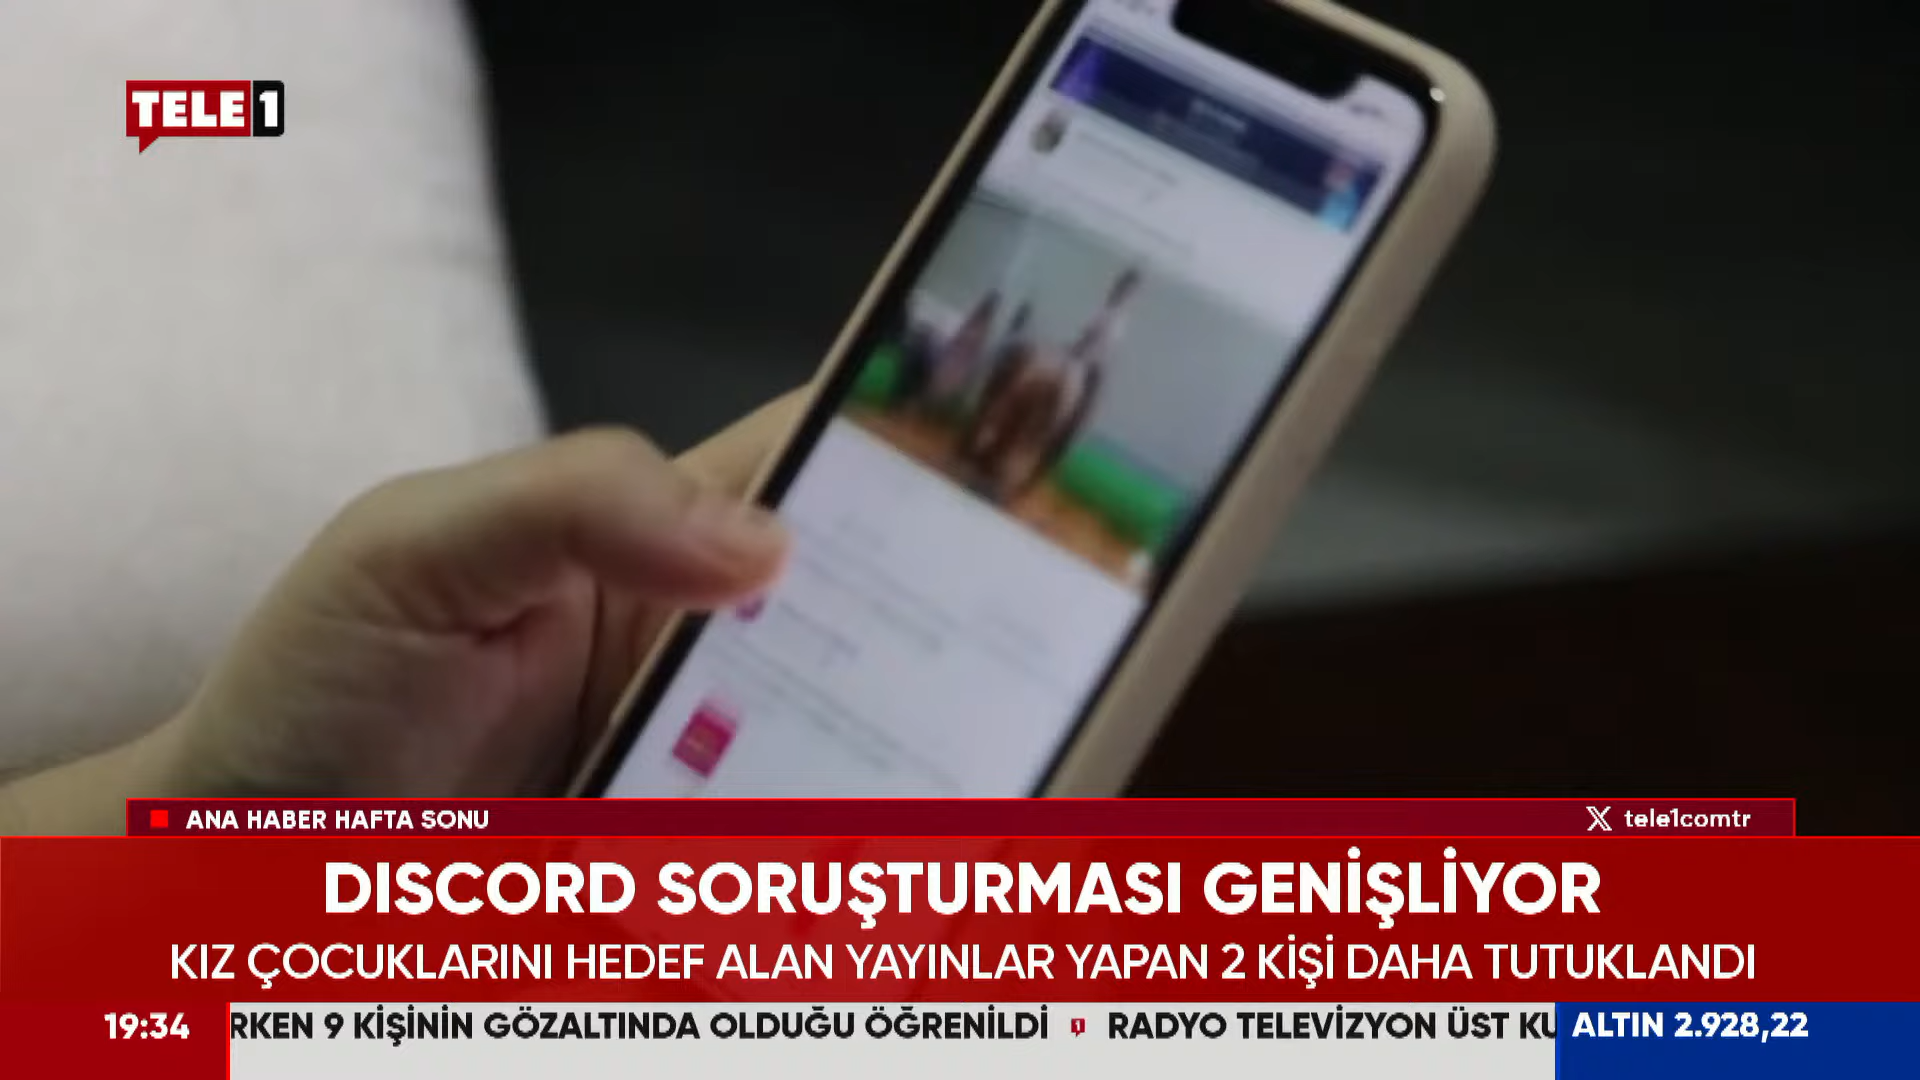 TELE1
ANA HABER HAFTA SONU
tele1comtr
DISCORD SORUŞTURMASI GENİŞLİYOR
KIZ ÇOCUKLARINI HEDEF ALAN YAYINLAR YAPAN 2 KİŞİ DAHA TUTUKLANDI
19:34
RKEN 9 KİŞİNİN GÖZALTINDA OLDUĞU ÖĞRENİLDİ
RADYO TELEVİZYON ÜST KU
ALTIN 2.928,22